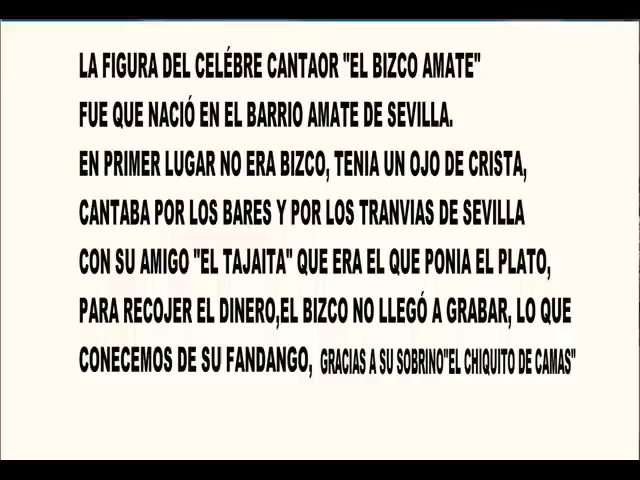 LA FIGURA DEL CELÉBRE CANTAOR "EL BIZCO AMATE"
FUE QUE NACIÓ EN EL BARRIO AMATE DE SEVILLA.
EN PRIMER LUGAR NO ERA BIZCO, TENIA UN OJO DE CRISTA,
CANTABA POR LOS BARES Y POR LOS TRANVIAS DE SEVILLA
CON SU AMIGO "EL TAJAITA" QUE ERA EL QUE PONIA EL PLATO,
PARA RECOJER EL DINERO,EL BIZCO NO LLEGÓ A GRABAR, LO QUE
CONECEMOS DE SU FANDANGO, GRACIAS A SU SOBRINO"EL CHIQUITO DE CAMAS"